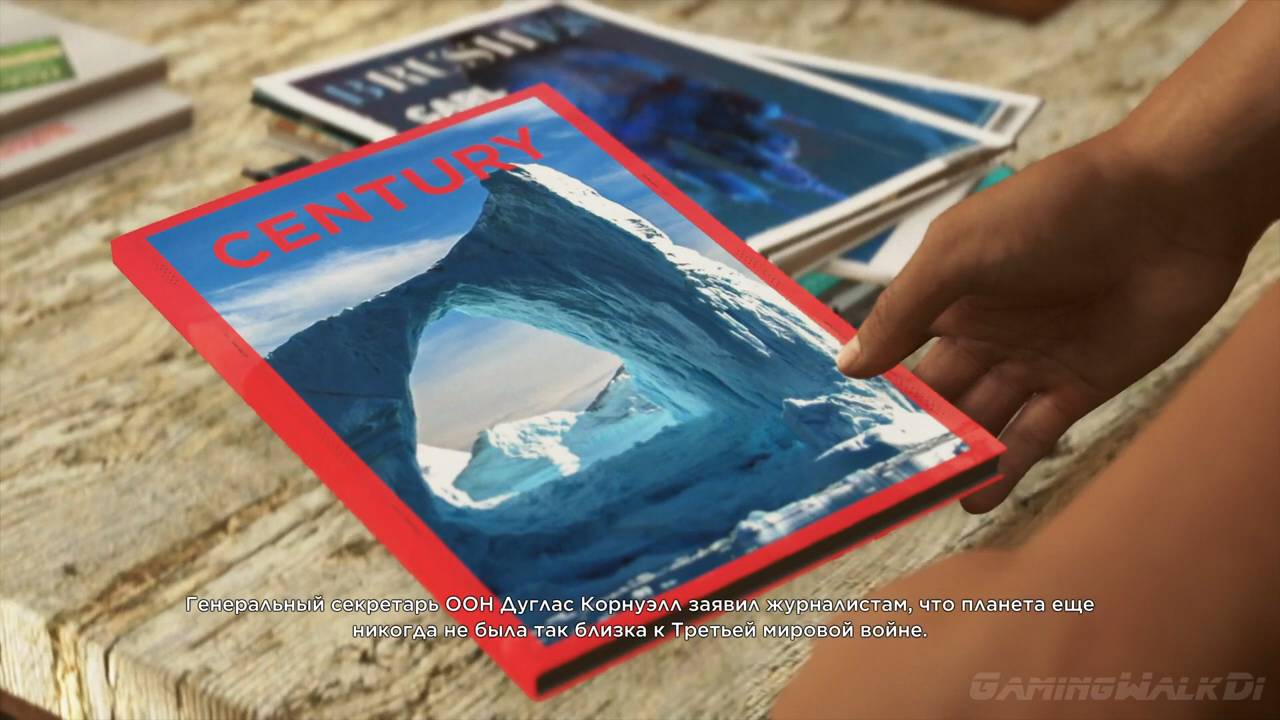 CENTURY
Генеральный секретарь ООН Дуглас Корнуэлл заявил журналистам, что планета еще
никогда не была так близка к Третьей мировой войне.
GamingWalkDi